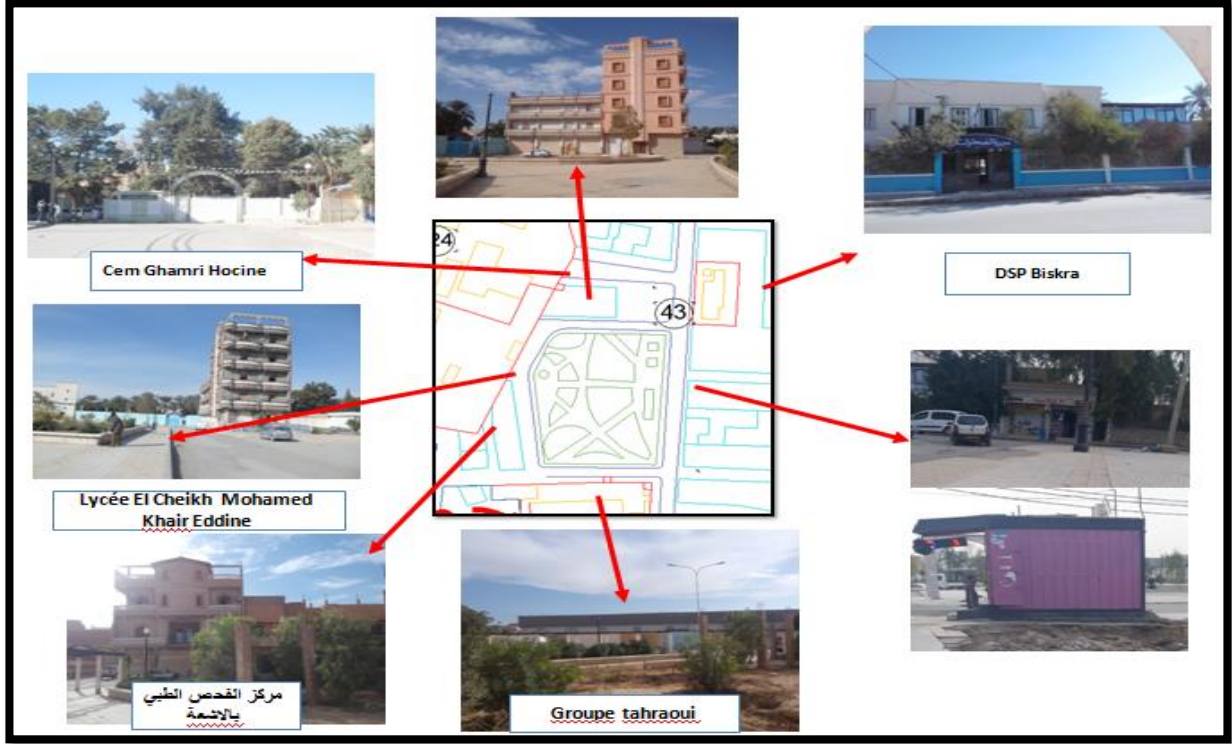 Cem Ghamri Hocine
DSP Biskra
24
43
Lycée El Cheikh Mohamed
Khair Eddine
مركز الفحص الطبي
بالاشعة
Groupe tahraoui